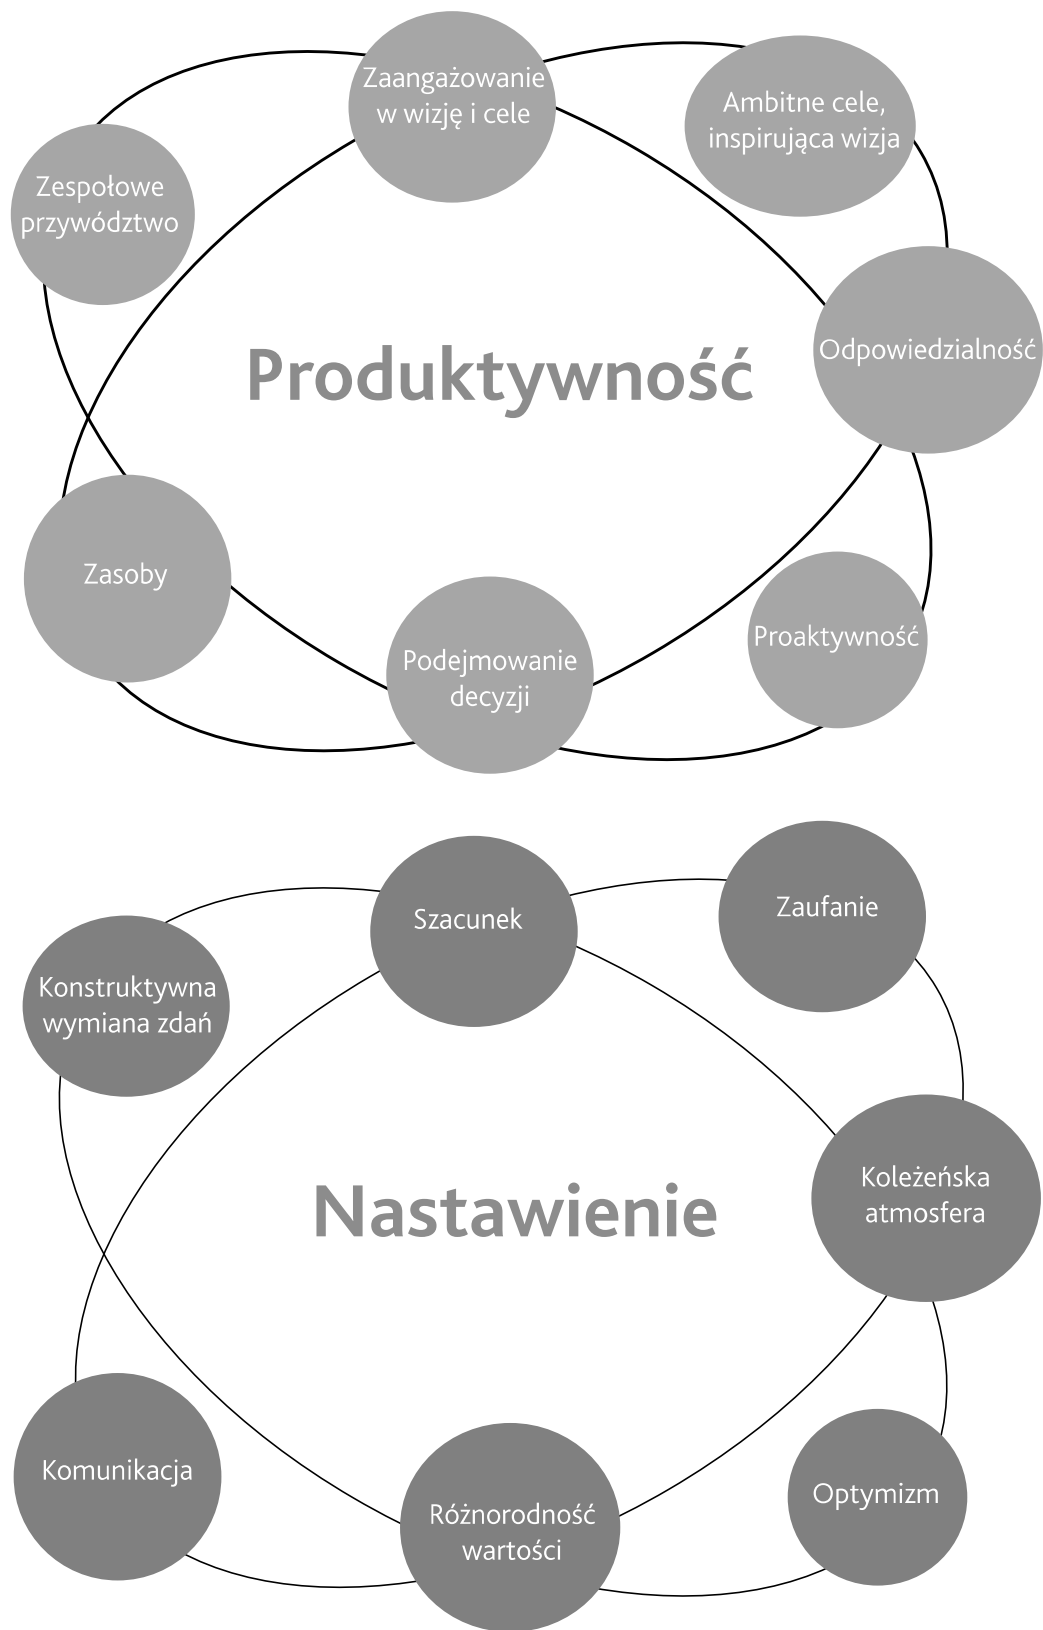 Zaangażowanie
w wizję i cele
Ambitne cele,
inspirująca wizja
Zespołowe
przywództwo
Odpowiedzialność
Produktywność
Zasoby
Podejmowanie
decyzji
Proaktywność
Szacunek
Zaufanie
Konstruktywna
wymiana zdań
Koleżeńska
atmosfera
Nastawienie
Komunikacja
Różnorodność
wartości
Optymizm